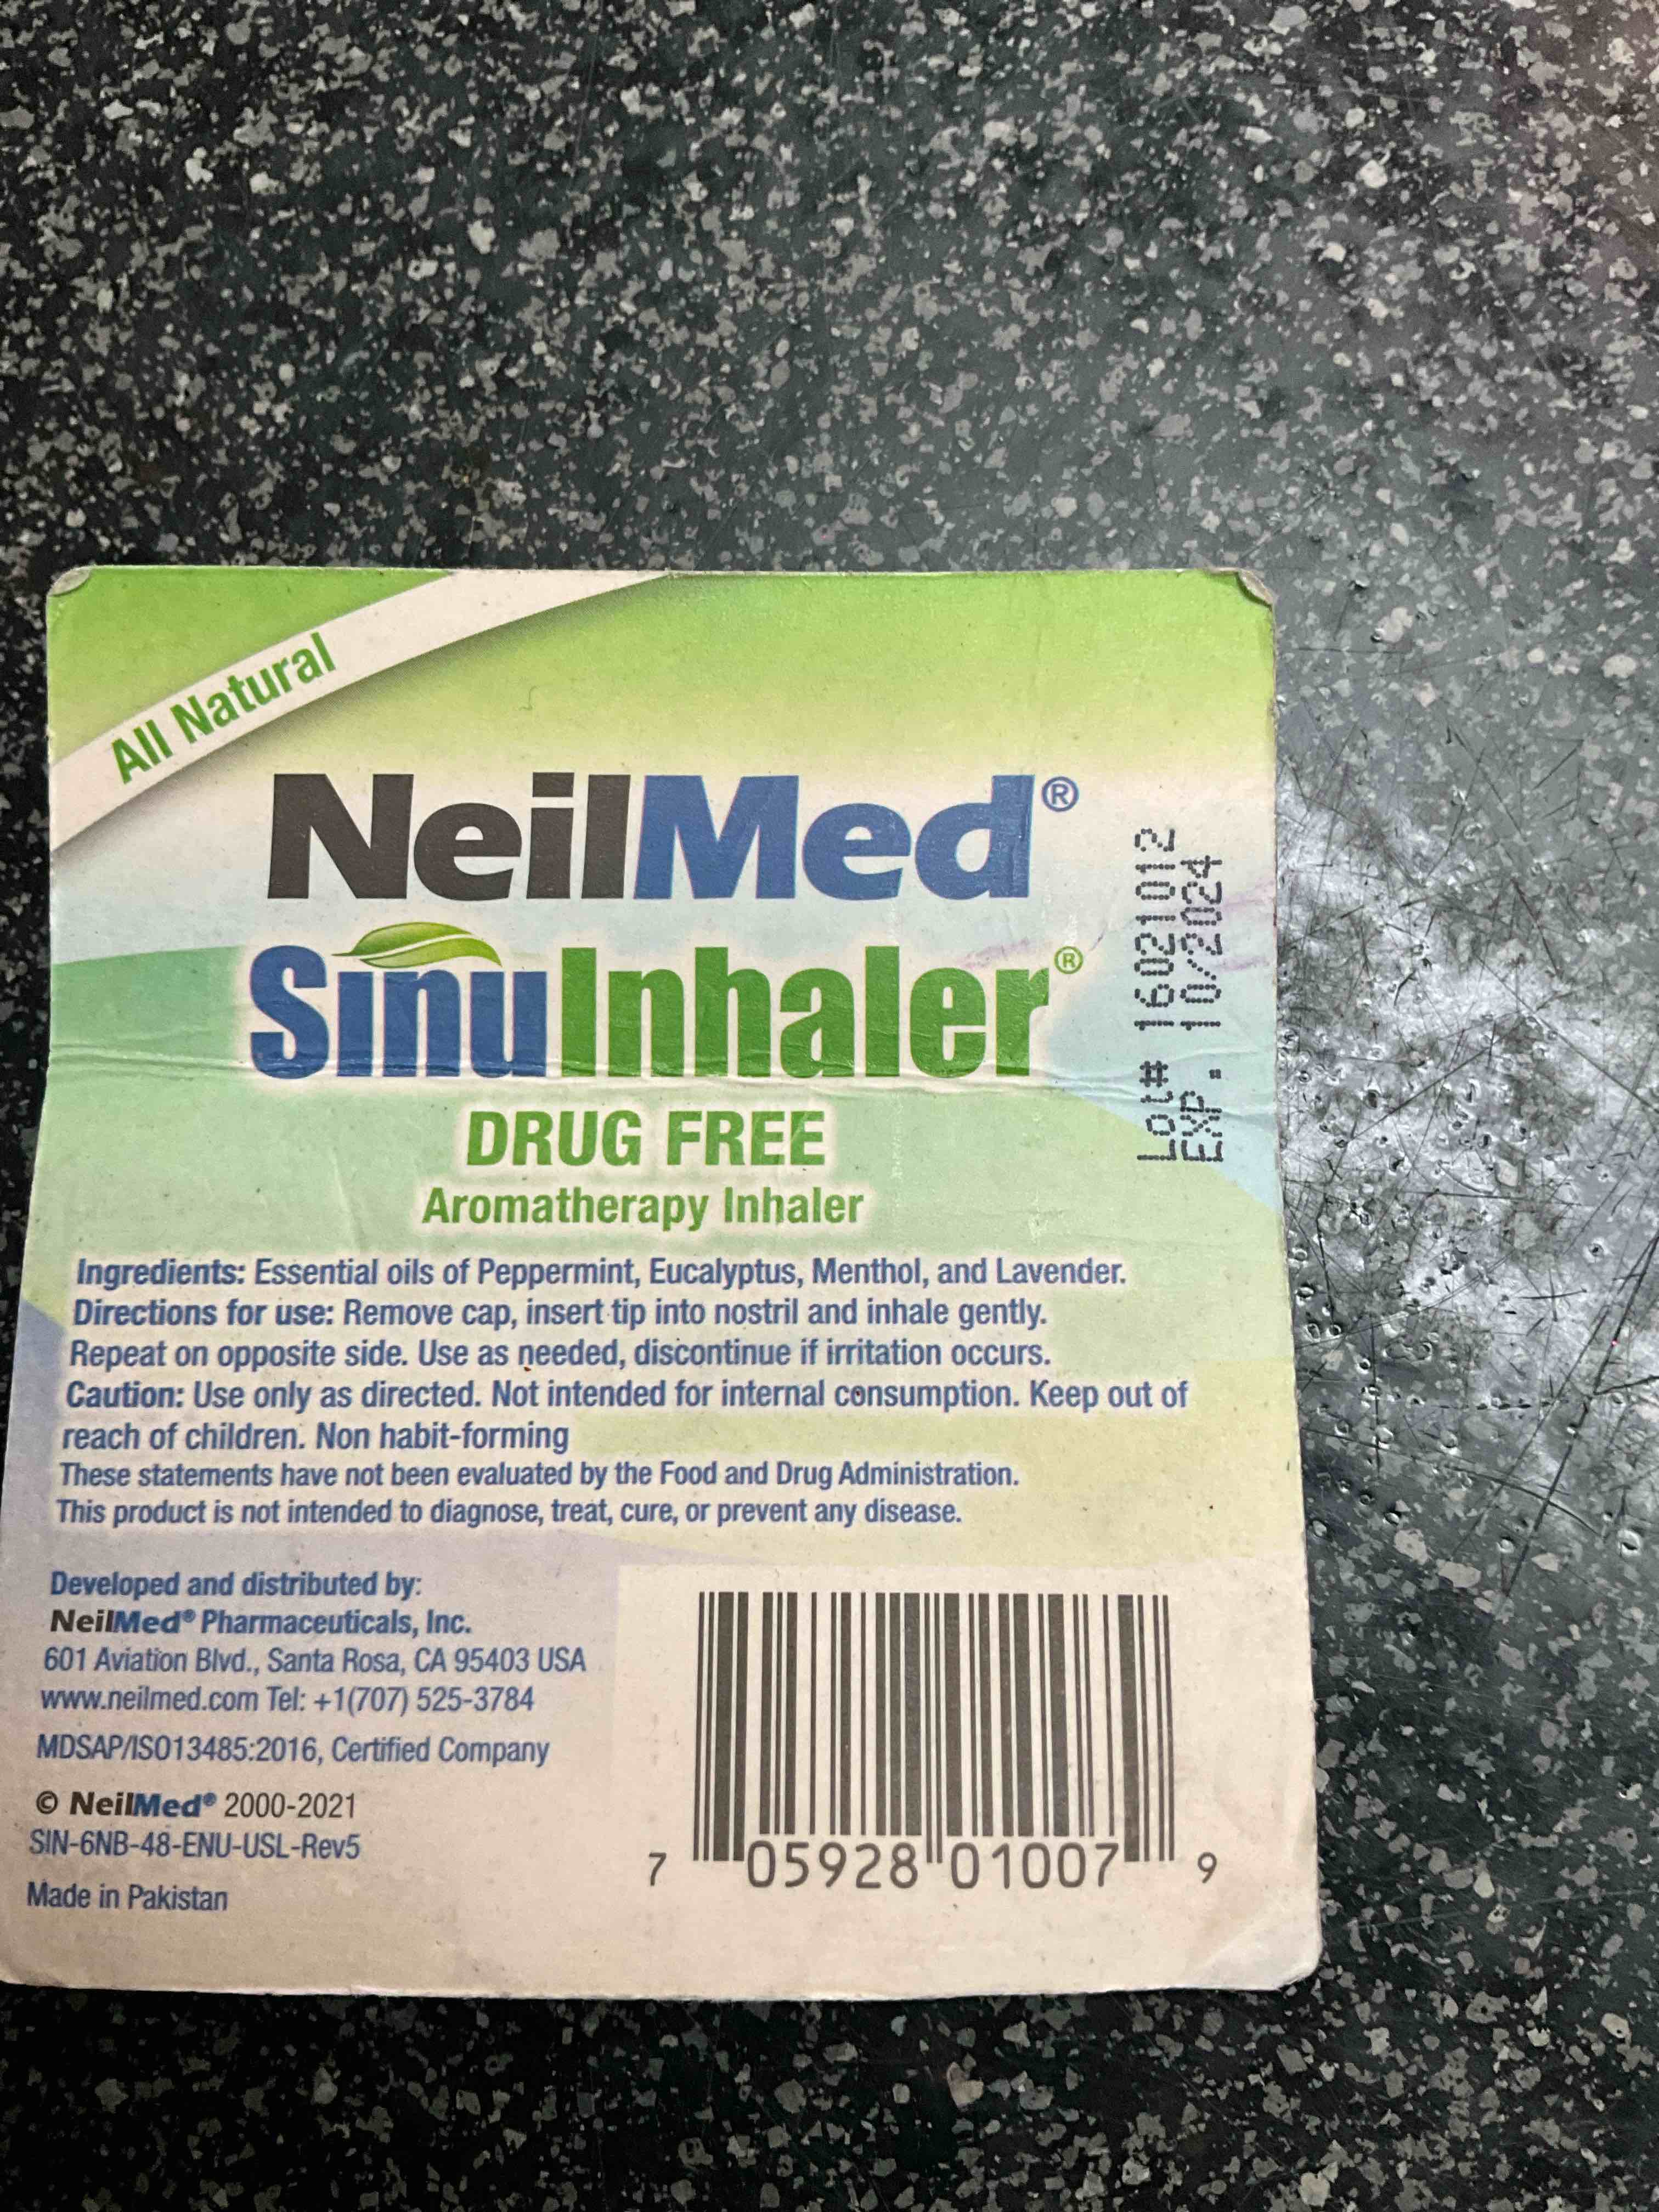 All Natural
NeilMed®
SinuInhaler®
DRUG FREE
Aromatherapy Inhaler
Lot# 16021012
EXP. 10/2024
Ingredients: Essential oils of Peppermint, Eucalyptus, Menthol, and Lavender.
Directions for use: Remove cap, insert tip into nostril and inhale gently.
Repeat on opposite side. Use as needed, discontinue if irritation occurs.
Caution: Use only as directed. Not intended for internal consumption. Keep out of
reach of children. Non habit-forming
These statements have not been evaluated by the Food and Drug Administration.
This product is not intended to diagnose, treat, cure, or prevent any disease.
Developed and distributed by:
NeilMed® Pharmaceuticals, Inc.
601 Aviation Blvd., Santa Rosa, CA 95403 USA
www.neilmed.com Tel: +1(707) 525-3784
MDSAP/ISO13485:2016, Certified Company
© NeilMed® 2000-2021
SIN-6NB-48-ENU-USL-Rev5
Made in Pakistan
7 05928 01007 9